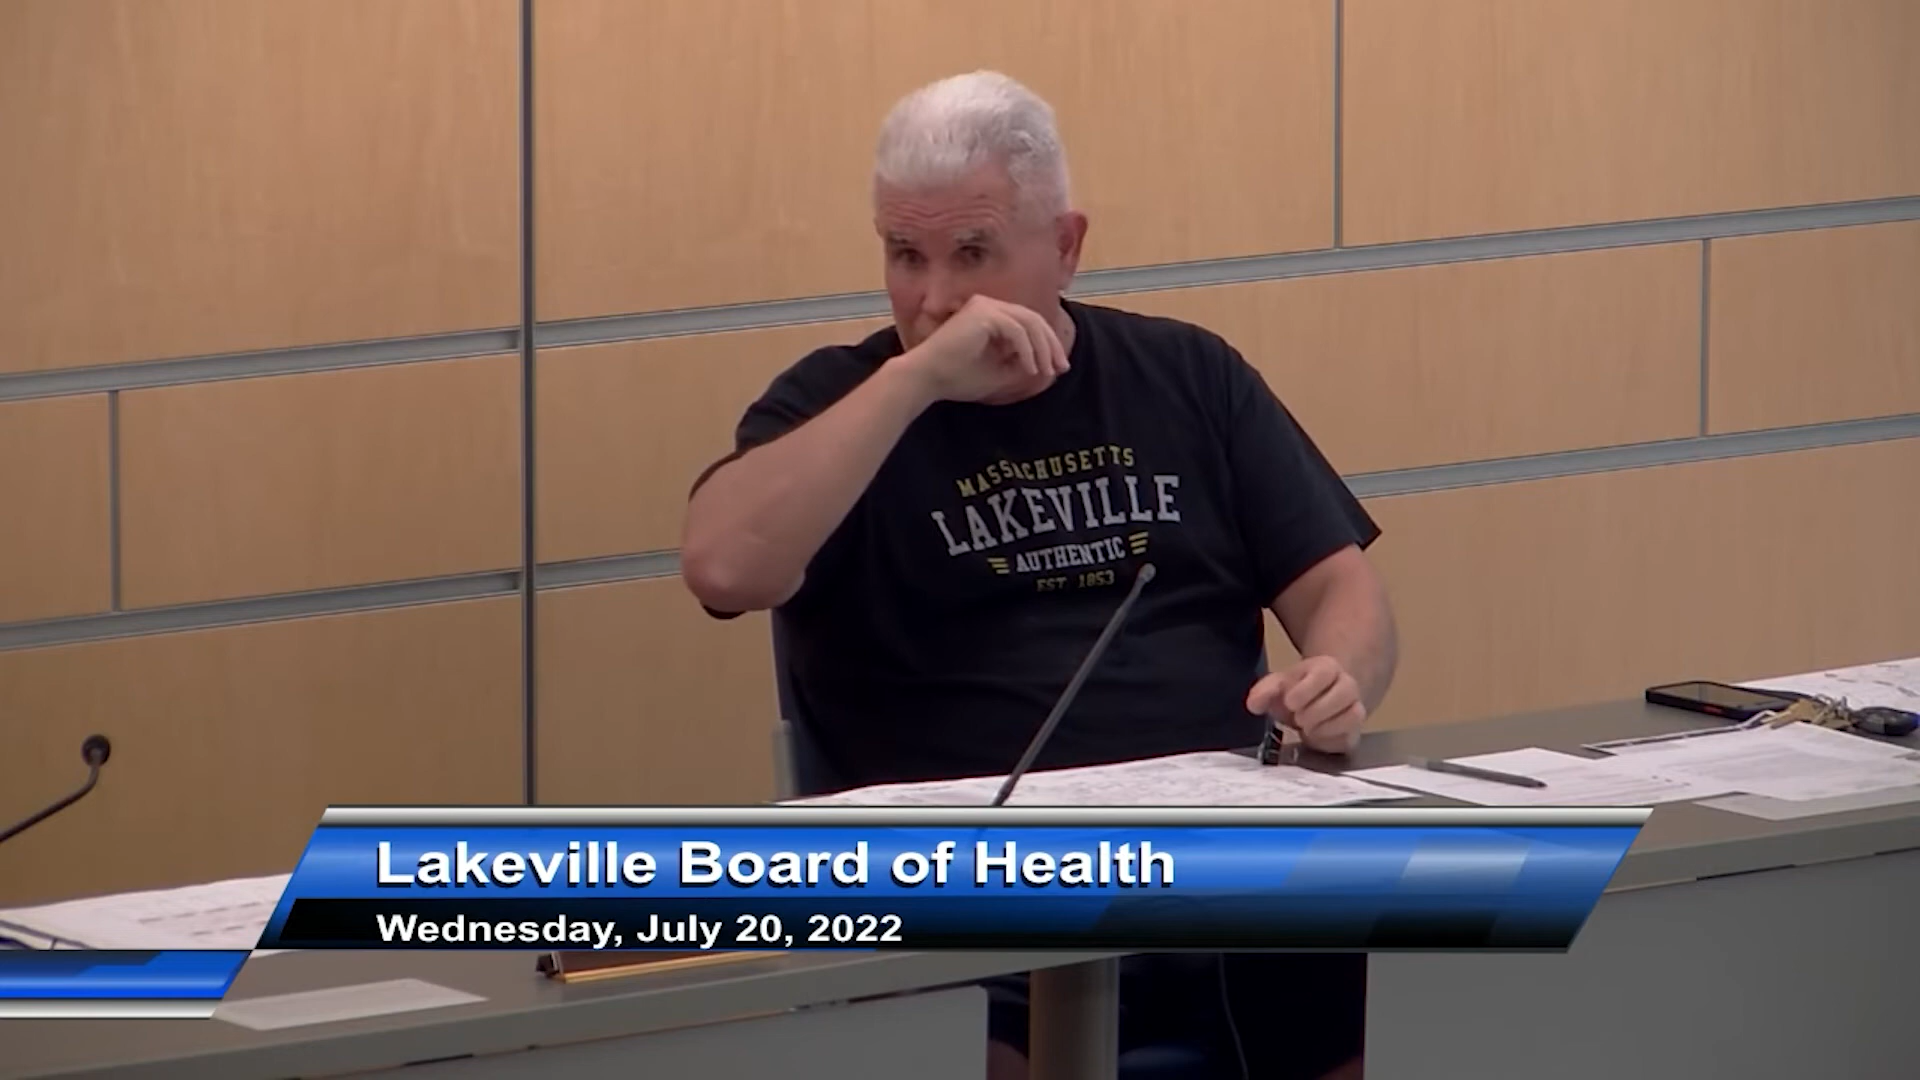 MASSACHUSETTS
LAKEVILLE
AUTHENTIC
EST 1853
Lakeville Board of Health
Wednesday, July 20, 2022